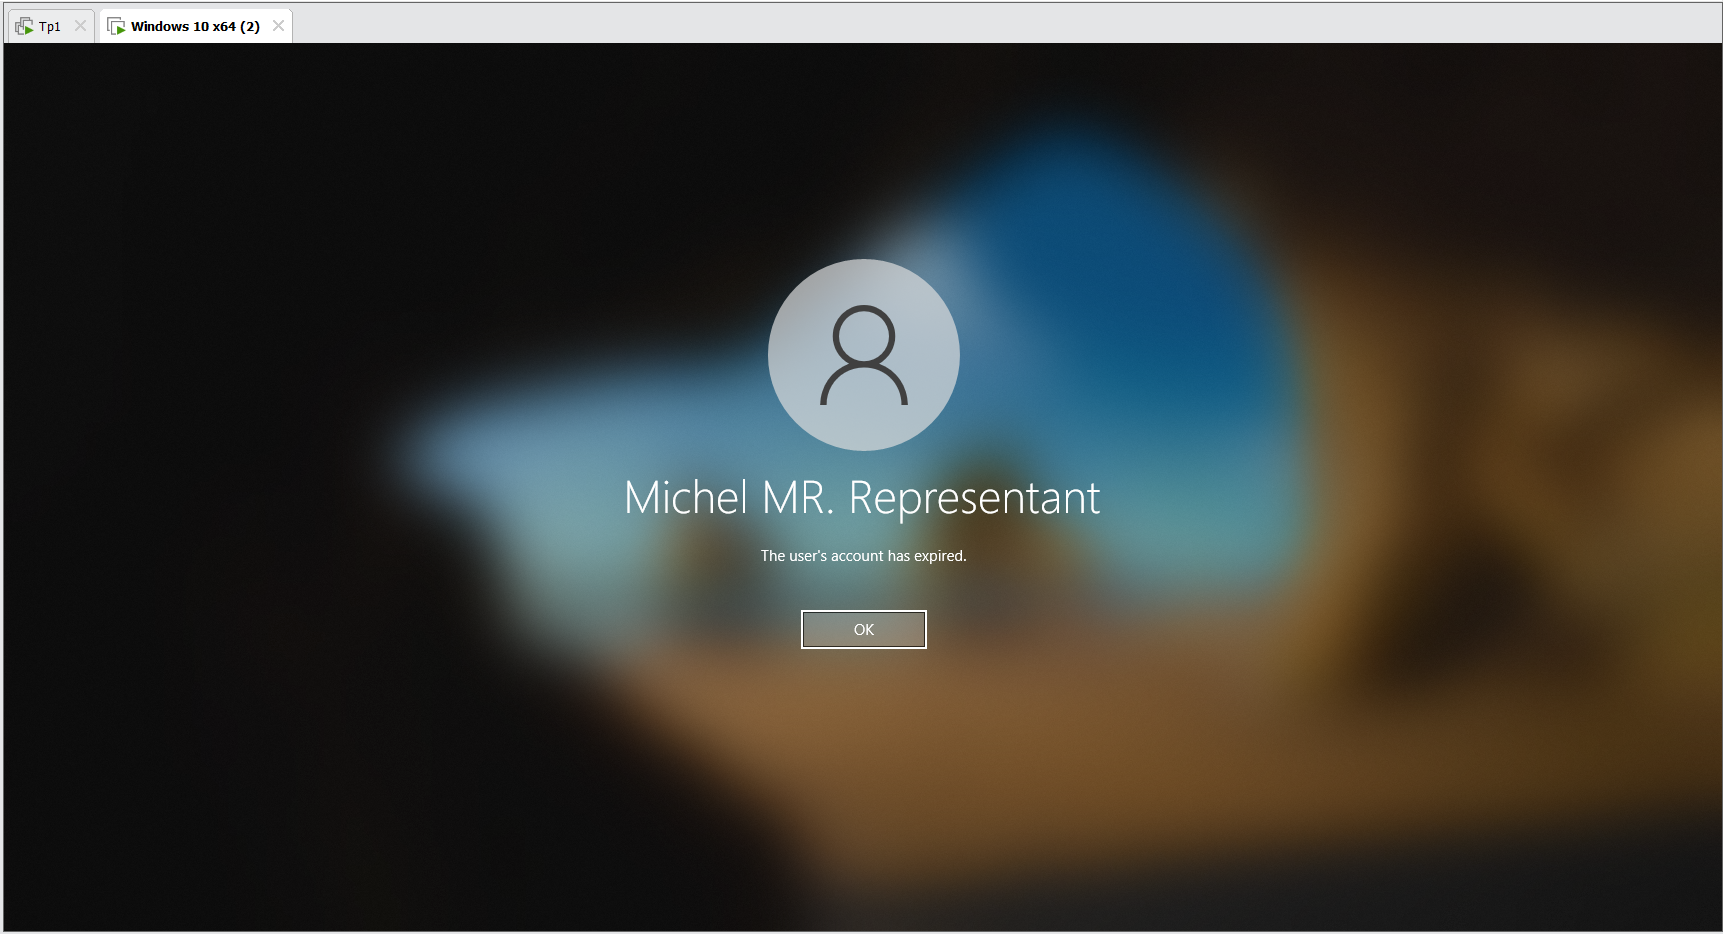 Tp1
Windows 10 x64 (2)
Michel MR. Representant
The user's account has expired.
OK